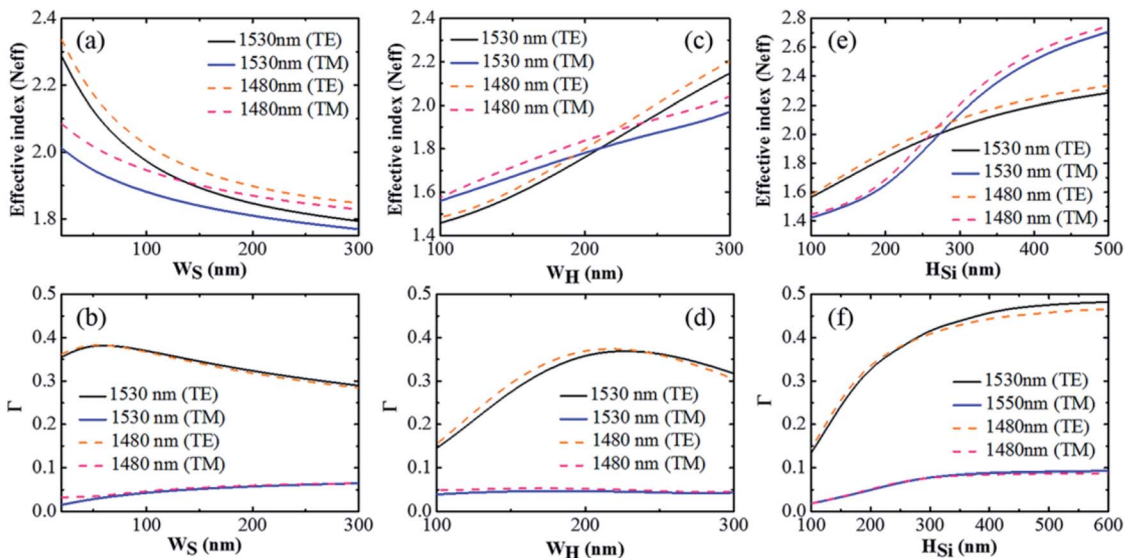 (a)
Effective index (Neff)
2.4
2.2
2.0
1.8
1530nm (TE)
1530nm (TM)
1480nm (TE)
1480nm (TM)
100 200 300
WS (nm)
(c)
Effective index (Neff)
2.4
2.2
2.0
1.8
1.6
1.4
1530 nm (TE)
1530 nm (TM)
1480 nm (TE)
1480 nm (TM)
100 200 300
WH (nm)
(e)
Effective index (Neff)
2.8
2.6
2.4
2.2
2.0
1.8
1.6
1.4
1530 nm (TE)
1530 nm (TM)
1480 nm (TE)
1480 nm (TM)
100 200 300 400 500
HSi (nm)
(b)
Γ
0.5
0.4
0.3
0.2
0.1
0.0
1530 nm (TE)
1530 nm (TM)
1480 nm (TE)
1480 nm (TM)
100 200 300
WS (nm)
(d)
Γ
0.5
0.4
0.3
0.2
0.1
0.0
1530 nm (TE)
1530 nm (TM)
1480 nm (TE)
1480 nm (TM)
100 200 300
WH (nm)
(f)
Γ
0.5
0.4
0.3
0.2
0.1
0.0
1530nm (TE)
1550nm (TM)
1480nm (TE)
1480nm (TM)
100 200 300 400 500 600
HSi (nm)